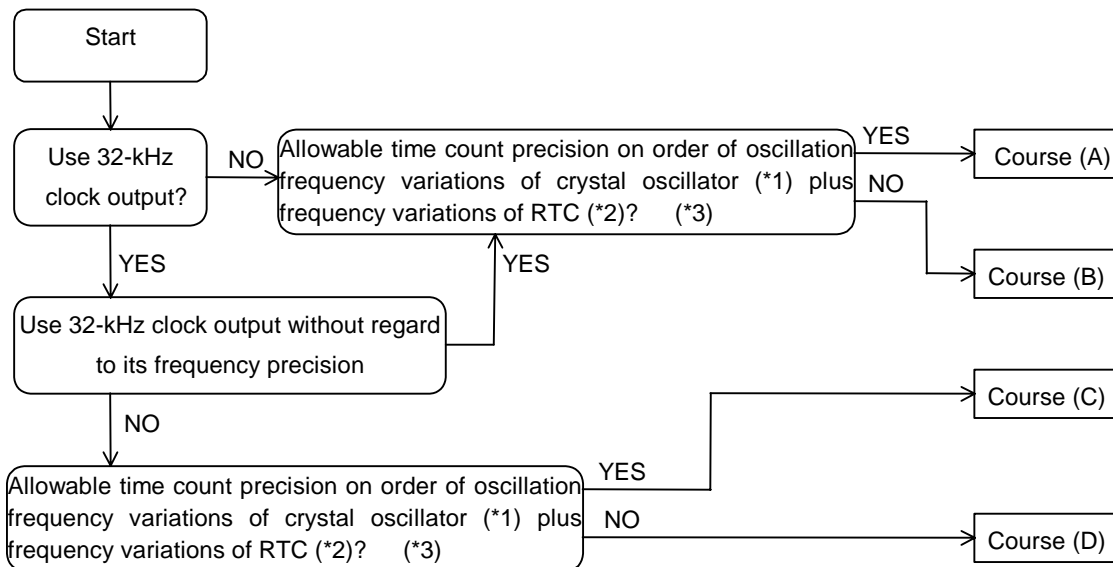 Start
Use 32-kHz
clock output?
NO
Allowable time count precision on order of oscillation
frequency variations of crystal oscillator (*1) plus
frequency variations of RTC (*2)? (*3)
YES
Course (A)
NO
Course (B)
YES
YES
Use 32-kHz clock output without regard
to its frequency precision
NO
Course (C)
Allowable time count precision on order of oscillation
frequency variations of crystal oscillator (*1) plus
frequency variations of RTC (*2)? (*3)
YES
NO
Course (D)